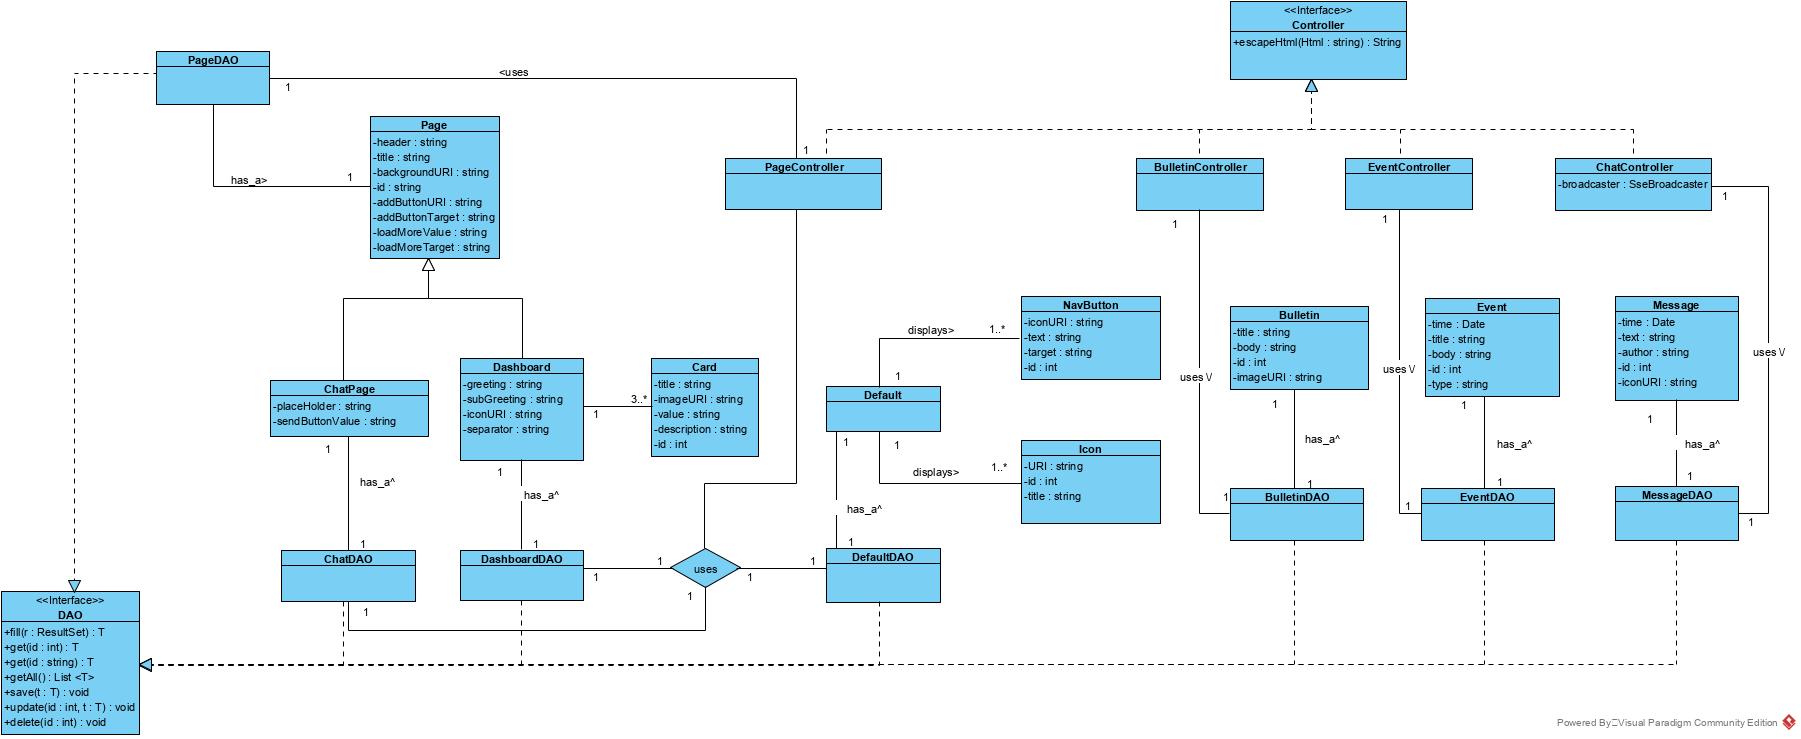 <<Interface>>
Controller
+escapeHtml(Html : string) : String
PageDAO
<uses
1
1
Page
-header : string
-title : string
-backgroundURI : string
-id : string
-addButtonURI : string
-addButtonTarget : string
-loadMoreValue : string
-loadMoreTarget : string
has_a>
1
PageController
BulletinController
1
EventController
1
ChatController
-broadcaster : SseBroadcaster
1
NavButton
-iconURI : string
-text : string
-target : string
-id : int
displays>
1..*
1
Bulletin
-title : string
-body : string
-id : int
-imageURI : string
1
Event
-time : Date
-title : string
-body : string
-id : int
-type : string
1
Message
-time : Date
-text : string
-author : string
-id : int
-iconURI : string
1
uses \/
uses \/
uses \/
ChatPage
-placeHolder : string
-sendButtonValue : string
1
Dashboard
-greeting : string
-subGreeting : string
-iconURI : string
-separator : string
1
3..*
1
Card
-title : string
-imageURI : string
-value : string
-description : string
-id : int
Default
1
1
displays>
1..*
Icon
-URI : string
-id : int
-title : string
has_a^
has_a^
has_a^
has_a^
has_a^
has_a^
1
1
1
1
1
1
1
1
1
BulletinDAO
EventDAO
MessageDAO
ChatDAO
1
DashboardDAO
1
1
uses
1
1
1
DefaultDAO
<<Interface>>
DAO
+fill(r : ResultSet) : T
+get(id : int) : T
+get(id : string) : T
+getAll() : List <T>
+save(t : T) : void
+update(id : int, t : T) : void
+delete(id : int) : void
Powered By Visual Paradigm Community Edition